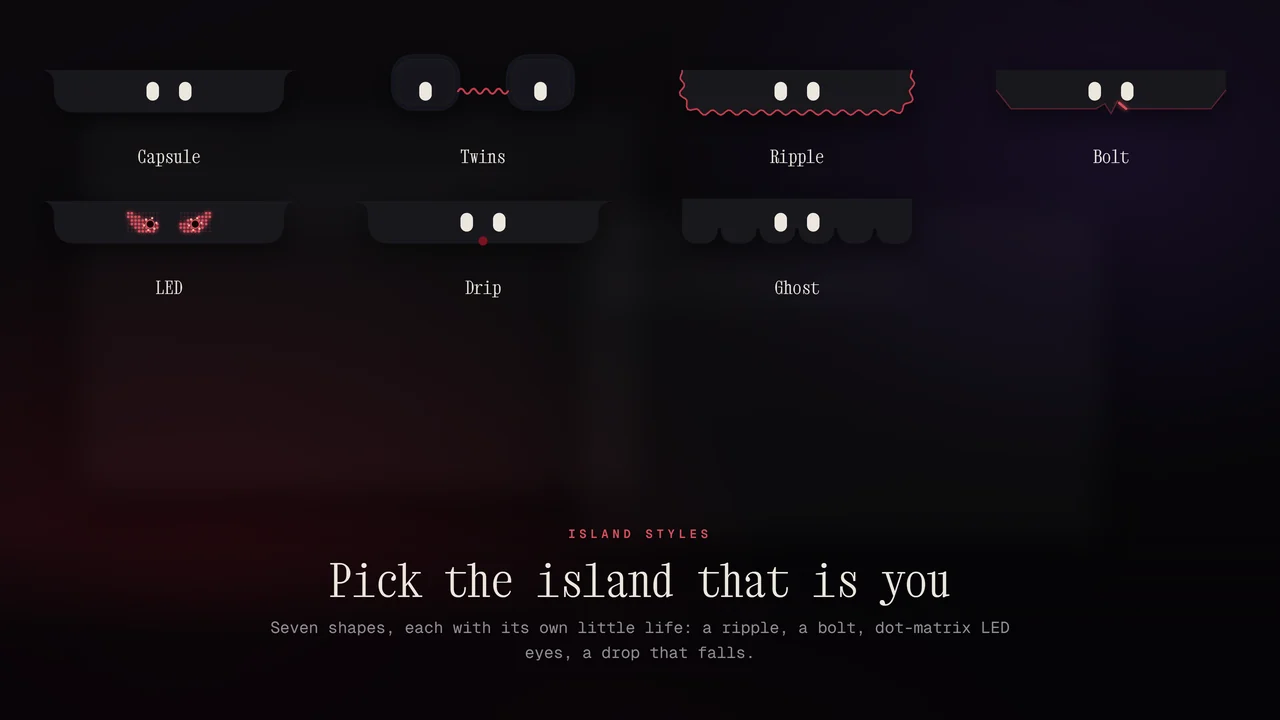 Capsule
Twins
Ripple
Bolt
LED
Drip
Ghost
ISLAND STYLES
Pick the island that is you
Seven shapes, each with its own little life: a ripple, a bolt, dot-matrix LED
eyes, a drop that falls.